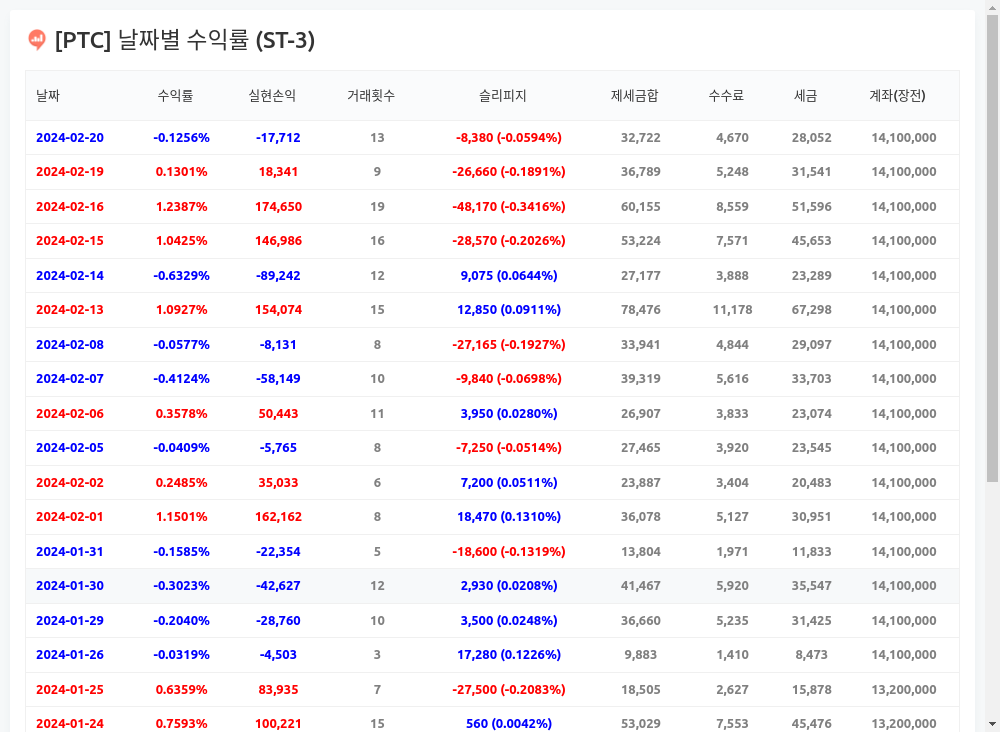 [PTC] 날짜별 수익률 (ST-3)
날짜 수익률 실현손익 거래횟수 슬리피지 제세금합 수수료 세금 계좌(장전)
2024-02-20 -0.1256% -17,712 13 -8,380 (-0.0594%) 32,722 4,670 28,052 14,100,000
2024-02-19 0.1301% 18,341 9 -26,660 (-0.1891%) 36,789 5,248 31,541 14,100,000
2024-02-16 1.2387% 174,650 19 -48,170 (-0.3416%) 60,155 8,559 51,596 14,100,000
2024-02-15 1.0425% 146,986 16 -28,570 (-0.2026%) 53,224 7,571 45,653 14,100,000
2024-02-14 -0.6329% -89,242 12 9,075 (0.0644%) 27,177 3,888 23,289 14,100,000
2024-02-13 1.0927% 154,074 15 12,850 (0.0911%) 78,476 11,178 67,298 14,100,000
2024-02-08 -0.0577% -8,131 8 -27,165 (-0.1927%) 33,941 4,844 29,097 14,100,000
2024-02-07 -0.4124% -58,149 10 -9,840 (-0.0698%) 39,319 5,616 33,703 14,100,000
2024-02-06 0.3578% 50,443 11 3,950 (0.0280%) 26,907 3,833 23,074 14,100,000
2024-02-05 -0.0409% -5,765 8 -7,250 (-0.0514%) 27,465 3,920 23,545 14,100,000
2024-02-02 0.2485% 35,033 6 7,200 (0.0511%) 23,887 3,404 20,483 14,100,000
2024-02-01 1.1501% 162,162 8 18,470 (0.1310%) 36,078 5,127 30,951 14,100,000
2024-01-31 -0.1585% -22,354 5 -18,600 (-0.1319%) 13,804 1,971 11,833 14,100,000
2024-01-30 -0.3023% -42,627 12 2,930 (0.0208%) 41,467 5,920 35,547 14,100,000
2024-01-29 -0.2040% -28,760 10 3,500 (0.0248%) 36,660 5,235 31,425 14,100,000
2024-01-26 -0.0319% -4,503 3 17,280 (0.1226%) 9,883 1,410 8,473 14,100,000
2024-01-25 0.6359% 83,935 7 -27,500 (-0.2083%) 18,505 2,627 15,878 13,200,000
2024-01-24 0.7593% 100,221 15 560 (0.0042%) 53,029 7,553 45,476 13,200,000